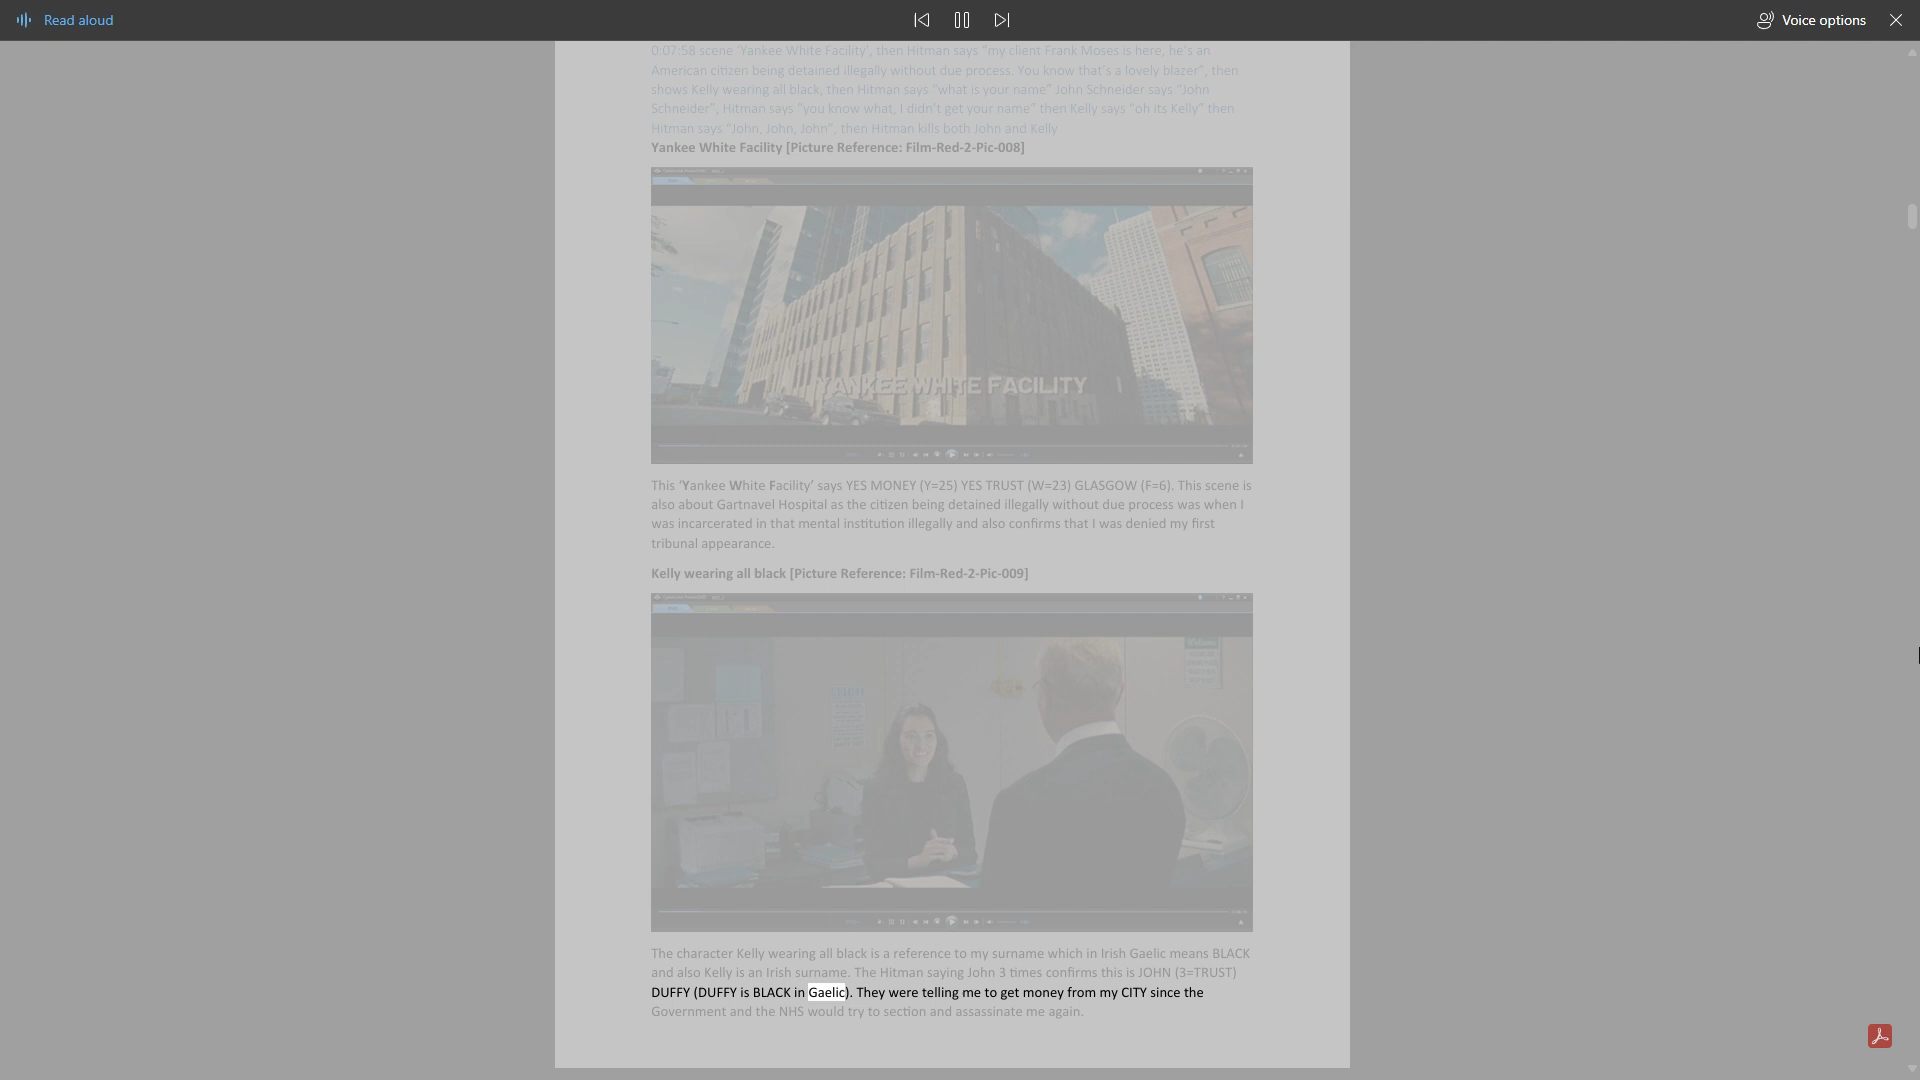 Read aloud
Voice options
0:07:58 scene ‘Yankee White Facility’, then Hitman says “my client Frank Moses is here, he’s an
American citizen being detained illegally without due process. You know that’s a lovely blazer”, then
shows Kelly wearing all black, then Hitman says “what is your name” John Schneider says “John
Schneider”, Hitman says “you know what, I didn’t get your name” then Kelly says “oh its Kelly” then
Hitman says “John, John, John”, then Hitman kills both John and Kelly
Yankee White Facility [Picture Reference: Film-Red-2-Pic-008]
YANKEE WHITE FACILITY
This ‘Yankee White Facility’ says YES MONEY (Y=25) YES TRUST (W=23) GLASGOW (F=6). This scene is
also about Gartnavel Hospital as the citizen being detained illegally without due process was when I
was incarcerated in that mental institution illegally and also confirms that I was denied my first
tribunal appearance.
Kelly wearing all black [Picture Reference: Film-Red-2-Pic-009]
The character Kelly wearing all black is a reference to my surname which in Irish Gaelic means BLACK
and also Kelly is an Irish surname. The Hitman saying John 3 times confirms this is JOHN (3=TRUST)
DUFFY (DUFFY is BLACK in Gaelic). They were telling me to get money from my CITY since the
Government and the NHS would try to section and assassinate me again.